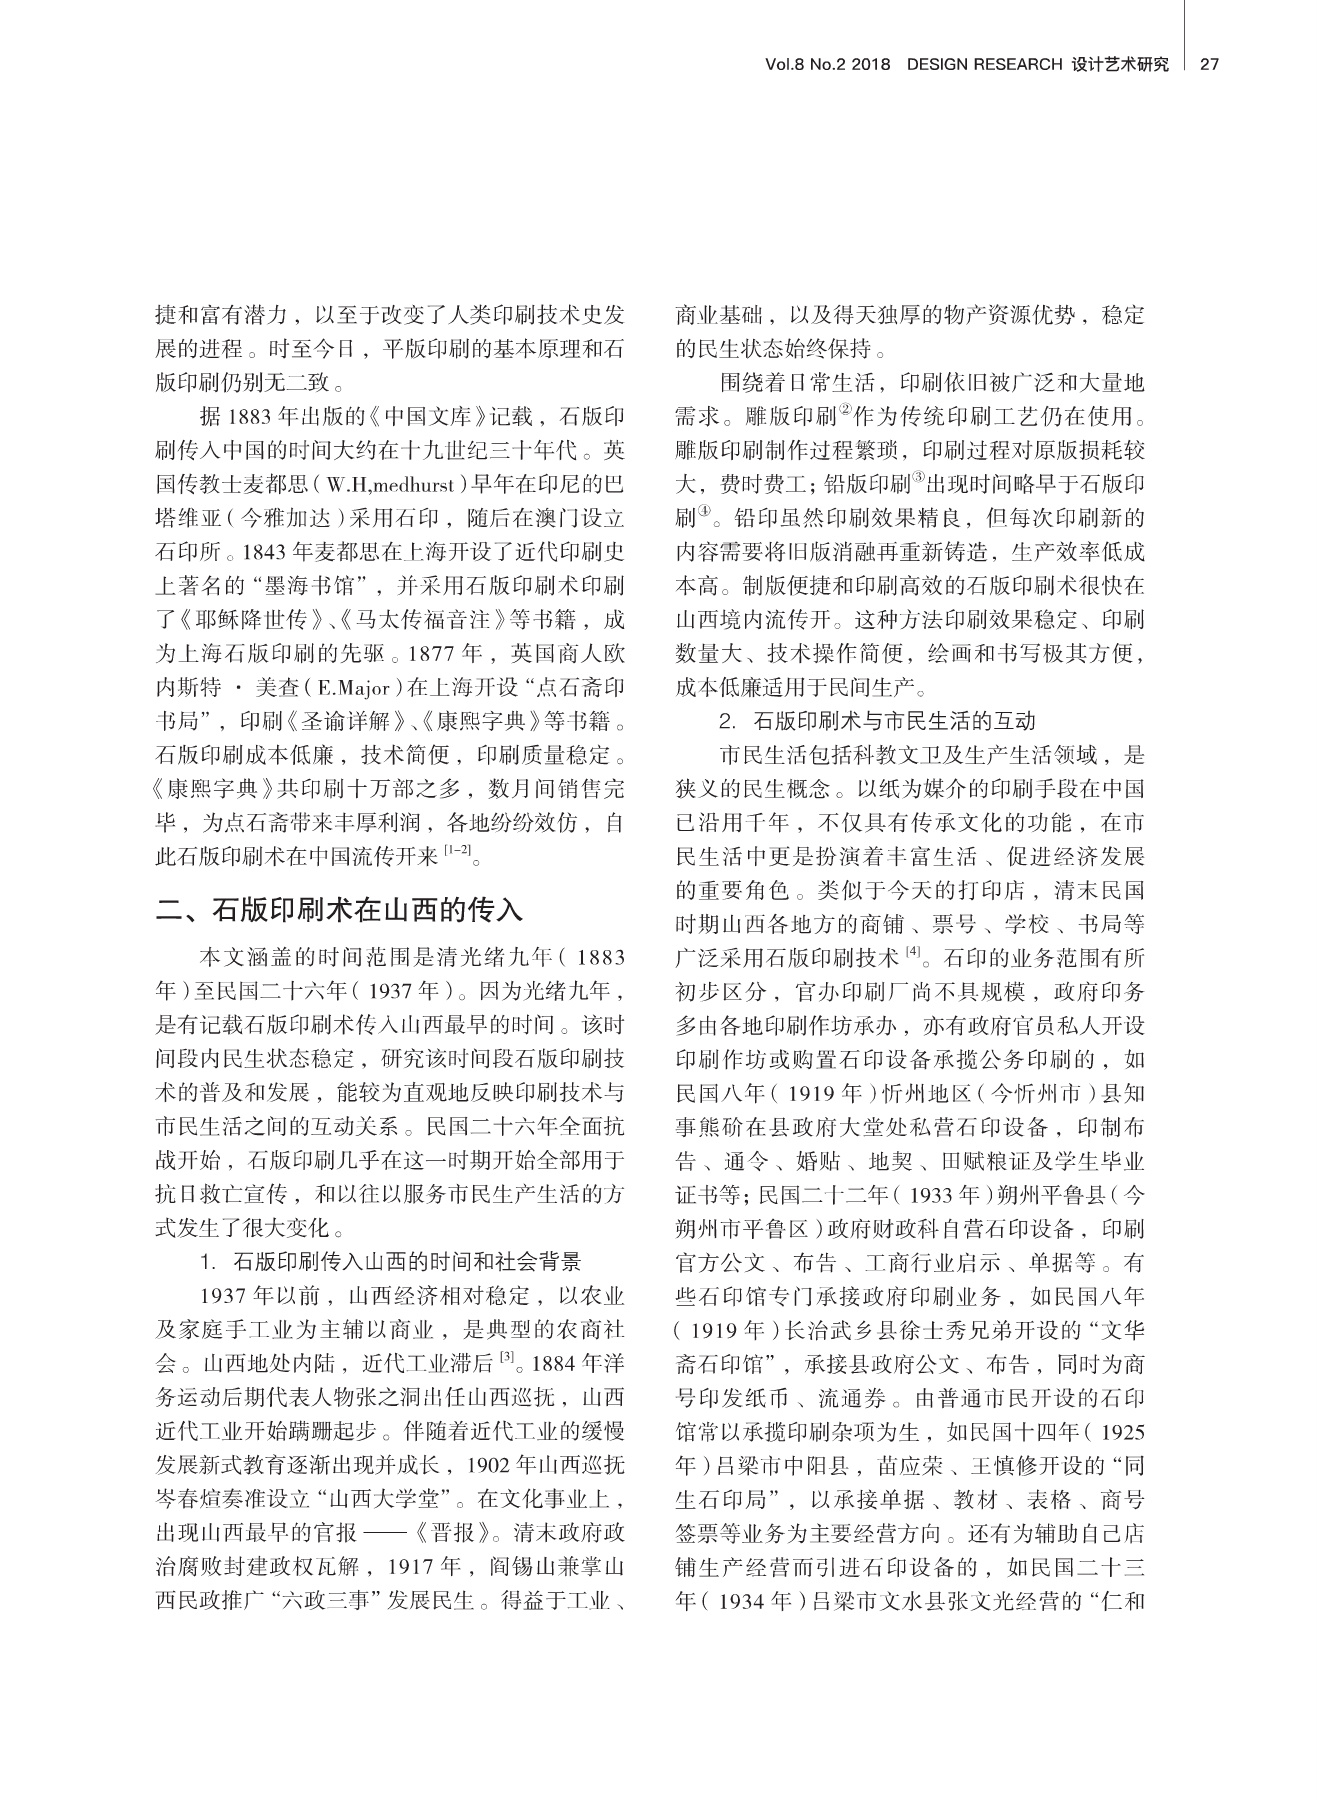 Vol.8 No.2 2018 DESIGN RESEARCH 设计艺术研究 27
捷和富有潜力，以至于改变了人类印刷技术史发
展的进程。时至今日，平版印刷的基本原理和石
版印刷仍别无二致。
据 1883 年出版的《中国文库》记载，石版印
刷传入中国的时间大约在十九世纪三十年代。英
国传教士麦都思（W.H,medhurst）早年在印尼的巴
塔维亚（今雅加达）采用石印，随后在澳门设立
石印所。1843 年麦都思在上海开设了近代印刷史
上著名的“墨海书馆”，并采用石版印刷术印刷
了《耶稣降世传》、《马太传福音注》等书籍，成
为上海石版印刷的先驱。1877 年，英国商人欧
内斯特 · 美查（E.Major）在上海开设“点石斋印
书局”，印刷《圣谕详解》、《康熙字典》等书籍。
石版印刷成本低廉，技术简便，印刷质量稳定。
《康熙字典》共印刷十万部之多，数月间销售完
毕，为点石斋带来丰厚利润，各地纷纷效仿，自
此石版印刷术在中国流传开来 [1-2]。
二、石版印刷术在山西的传入
本文涵盖的时间范围是清光绪九年（1883
年）至民国二十六年（1937 年）。因为光绪九年，
是有记载石版印刷术传入山西最早的时间。该时
间段内民生状态稳定，研究该时间段石版印刷技
术的普及和发展，能较为直观地反映印刷技术与
市民生活之间的互动关系。民国二十六年全面抗
战开始，石版印刷几乎在这一时期开始全部用于
抗日救亡宣传，和以往以服务市民生产生活的方
式发生了很大变化。
1. 石版印刷传入山西的时间和社会背景
1937 年以前，山西经济相对稳定，以农业
及家庭手工业为主辅以商业，是典型的农商社
会。山西地处内陆，近代工业滞后 [3]。1884 年洋
务运动后期代表人物张之洞出任山西巡抚，山西
近代工业开始蹒跚起步。伴随着近代工业的缓慢
发展新式教育逐渐出现并成长，1902 年山西巡抚
岑春煊奏准设立“山西大学堂”。在文化事业上，
出现山西最早的官报 ——《晋报》。清末政府政
治腐败封建政权瓦解，1917 年，阎锡山兼掌山
西民政推广“六政三事”发展民生。得益于工业、
商业基础，以及得天独厚的物产资源优势，稳定
的民生状态始终保持。
围绕着日常生活，印刷依旧被广泛和大量地
需求。雕版印刷②作为传统印刷工艺仍在使用。
雕版印刷制作过程繁琐，印刷过程对原版损耗较
大，费时费工；铅版印刷③出现时间略早于石版印
刷④。铅印虽然印刷效果精良，但每次印刷新的
内容需要将旧版消融再重新铸造，生产效率低成
本高。制版便捷和印刷高效的石版印刷术很快在
山西境内流传开。这种方法印刷效果稳定、印刷
数量大、技术操作简便，绘画和书写极其方便，
成本低廉适用于民间生产。
2. 石版印刷术与市民生活的互动
市民生活包括科教文卫及生产生活领域，是
狭义的民生概念。以纸为媒介的印刷手段在中国
已沿用千年，不仅具有传承文化的功能，在市
民生活中更是扮演着丰富生活、促进经济发展
的重要角色。类似于今天的打印店，清末民国
时期山西各地方的商铺、票号、学校、书局等
广泛采用石版印刷技术 [4]。石印的业务范围有所
初步区分，官办印刷厂尚不具规模，政府印务
多由各地印刷作坊承办，亦有政府官员私人开设
印刷作坊或购置石印设备承揽公务印刷的，如
民国八年（1919 年）忻州地区（今忻州市）县知
事熊砎在县政府大堂处私营石印设备，印制布
告、通令、婚贴、地契、田赋粮证及学生毕业
证书等；民国二十二年（1933 年）朔州平鲁县（今
朔州市平鲁区）政府财政科自营石印设备，印刷
官方公文、布告、工商行业启示、单据等。有
些石印馆专门承接政府印刷业务，如民国八年
（1919 年）长治武乡县徐士秀兄弟开设的“文华
斋石印馆”，承接县政府公文、布告，同时为商
号印发纸币、流通券。由普通市民开设的石印
馆常以承揽印刷杂项为生，如民国十四年（1925
年）吕梁市中阳县，苗应荣、王慎修开设的“同
生石印局”，以承接单据、教材、表格、商号
签票等业务为主要经营方向。还有为辅助自己店
铺生产经营而引进石印设备的，如民国二十三
年（1934 年）吕梁市文水县张文光经营的“仁和